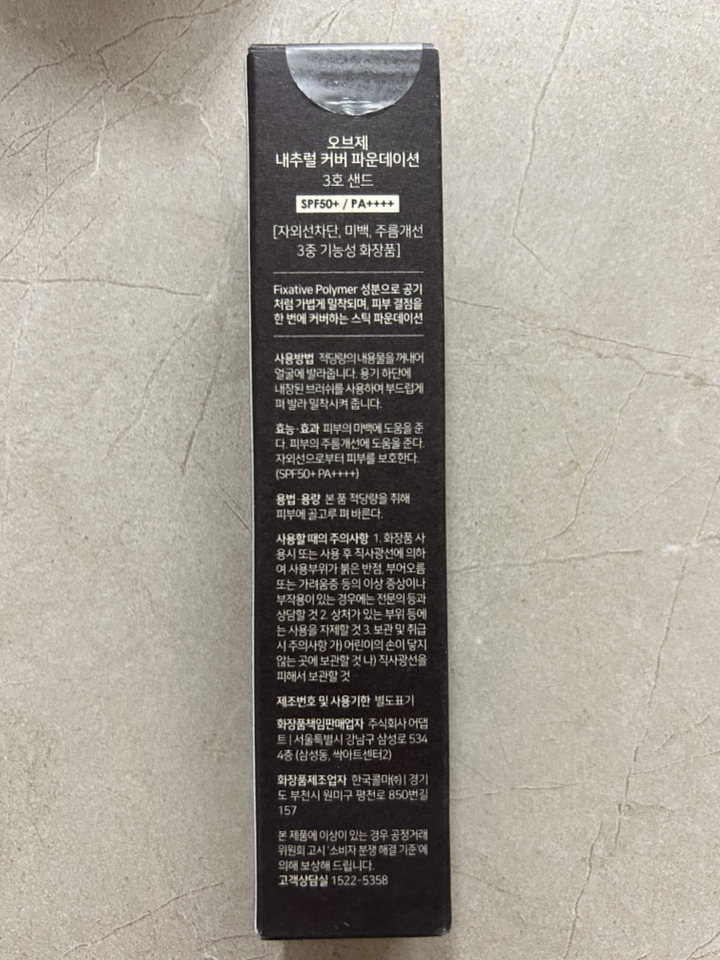 오브제
내추럴 커버 파운데이션
3호 샌드
SPF50+ / PA++++
[자외선차단, 미백, 주름개선
3중 기능성 화장품]
Fixative Polymer 성분으로 공기
처럼 가볍게 밀착되며, 피부 결점을
한 번에 커버하는 스틱 파운데이션
사용방법 적당량의 내용물을 꺼내어
얼굴에 발라줍니다. 용기 하단에
내장된 브러쉬를 사용하여 부드럽게
펴 발라 밀착시켜 줍니다.
효능·효과 피부의 미백에 도움을 준
다. 피부의 주름개선에 도움을 준다.
자외선으로부터 피부를 보호한다.
(SPF50+ PA++++)
용법·용량 본 품 적당량을 취해
피부에 골고루 펴 바른다.
사용할 때의 주의사항 1. 화장품 사
용시 또는 사용 후 직사광선에 의하
여 사용부위가 붉은 반점, 부어오름
또는 가려움증 등의 이상 증상이나
부작용이 있는 경우에는 전문의 등과
상담할 것 2. 상처가 있는 부위 등에
는 사용을 자제할 것 3. 보관 및 취급
시 주의사항 가) 어린이의 손이 닿지
않는 곳에 보관할 것 나) 직사광선을
피해서 보관할 것
제조번호 및 사용기한 별도표기
화장품책임판매업자 주식회사 어댑
트 | 서울특별시 강남구 삼성로 534
4층 (삼성동, 싹아트센터2)
화장품제조업자 한국콜마㈜ | 경기
도 부천시 원미구 평천로 850번길
157
본 제품에 이상이 있는 경우 공정거래
위원회 고시 '소비자 분쟁 해결 기준'에
의해 보상해 드립니다.
고객상담실 1522-5358